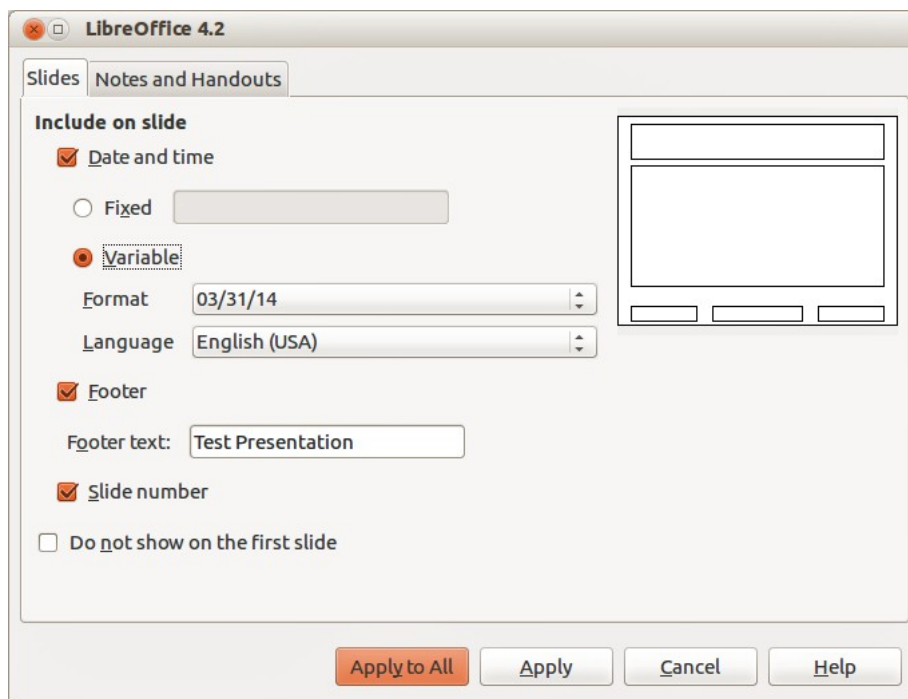 LibreOffice 4.2
Slides Notes and Handouts
Include on slide
Date and time
Fixed
Variable
Format 03/31/14
Language English (USA)
Footer
Footer text: Test Presentation
Slide number
Do not show on the first slide
Apply to All Apply Cancel Help